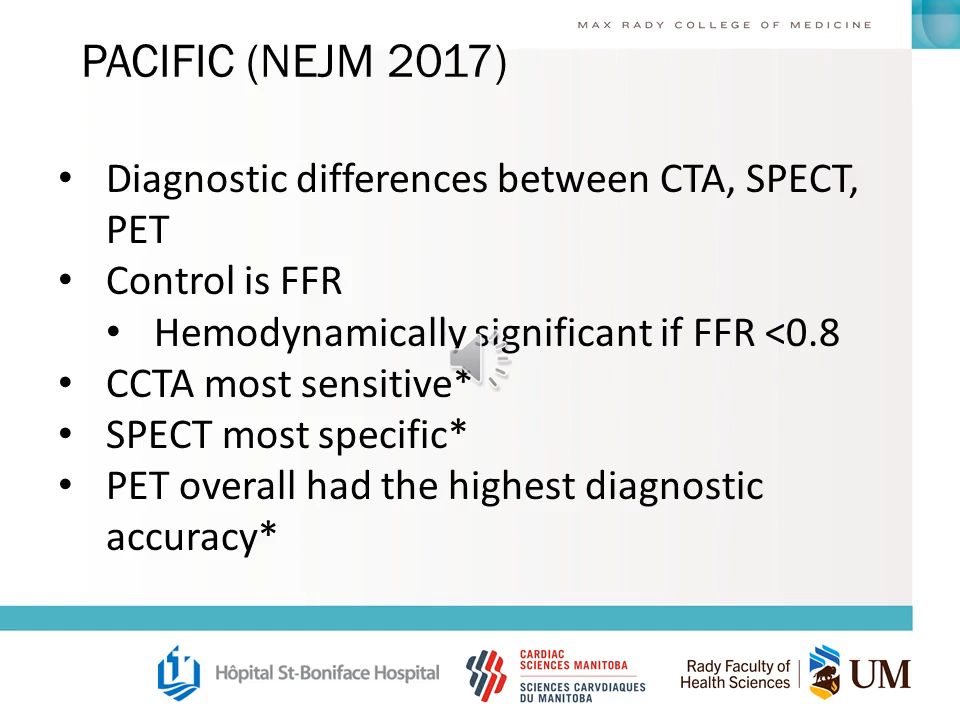 MAX RADY COLLEGE OF MEDICINE
PACIFIC (NEJM 2017)
• Diagnostic differences between CTA, SPECT,
PET
• Control is FFR
• Hemodynamically significant if FFR <0.8
• CCTA most sensitive*
• SPECT most specific*
• PET overall had the highest diagnostic
accuracy*
Hôpital St-Boniface Hospital
CARDIAC
SCIENCES MANITOBA
SCIENCES CARVDIAQUES
DU MANITOBA
Rady Faculty of
Health Sciences
UM